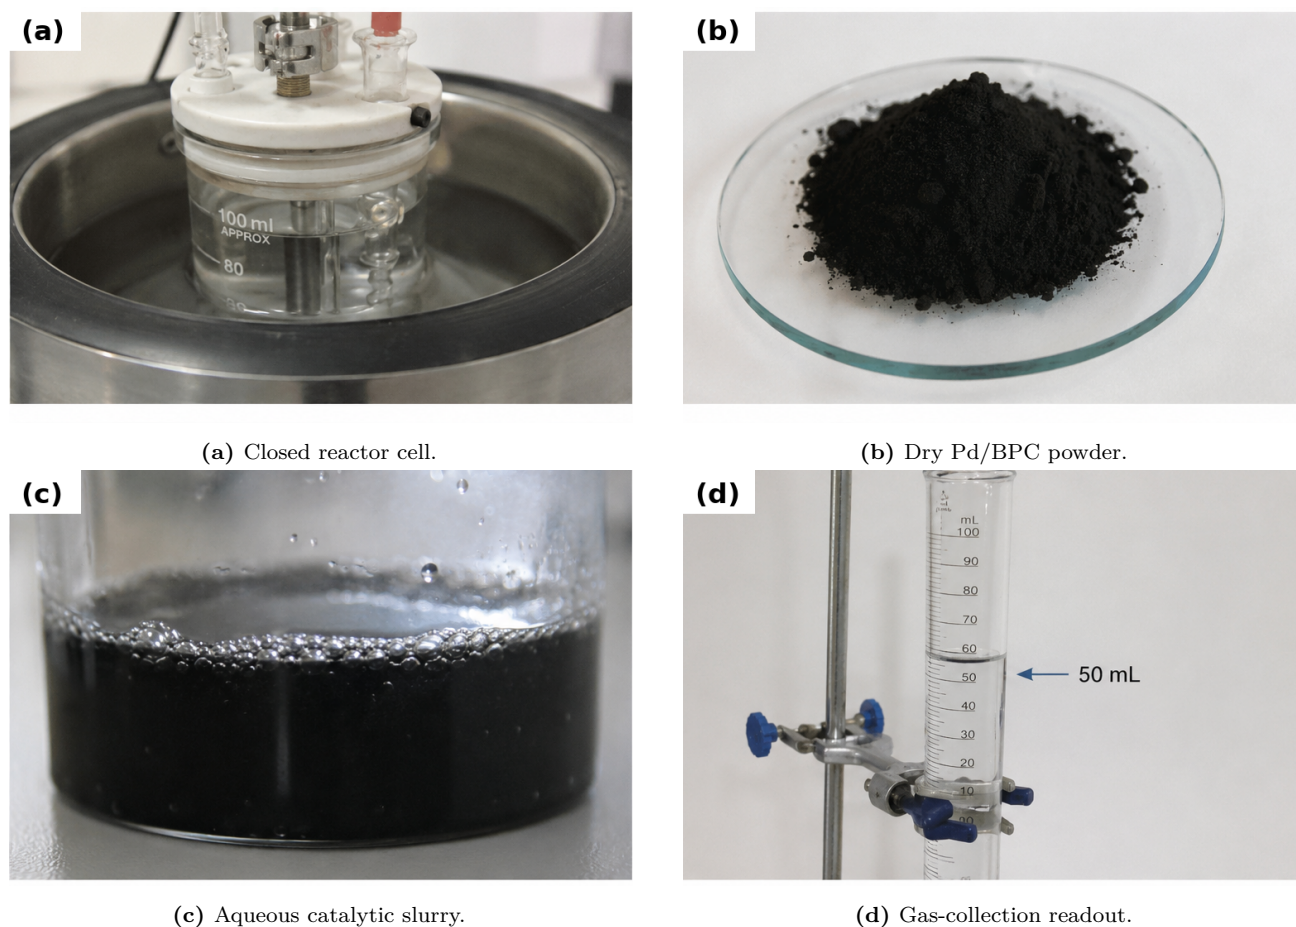 (a)
100 ml
APPROX
80
(b)
(a) Closed reactor cell.
(b) Dry Pd/BPC powder.
(c)
(d)
mL
100
90
80
70
60
50
50 mL
40
30
20
10
(c) Aqueous catalytic slurry.
(d) Gas-collection readout.